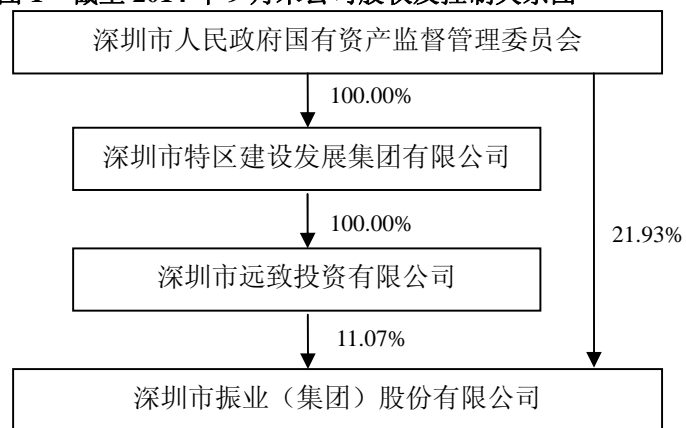 深圳市人民政府国有资产监督管理委员会
100.00%
深圳市特区建设发展集团有限公司
100.00%
21.93%
深圳市远致投资有限公司
11.07%
深圳市振业（集团）股份有限公司